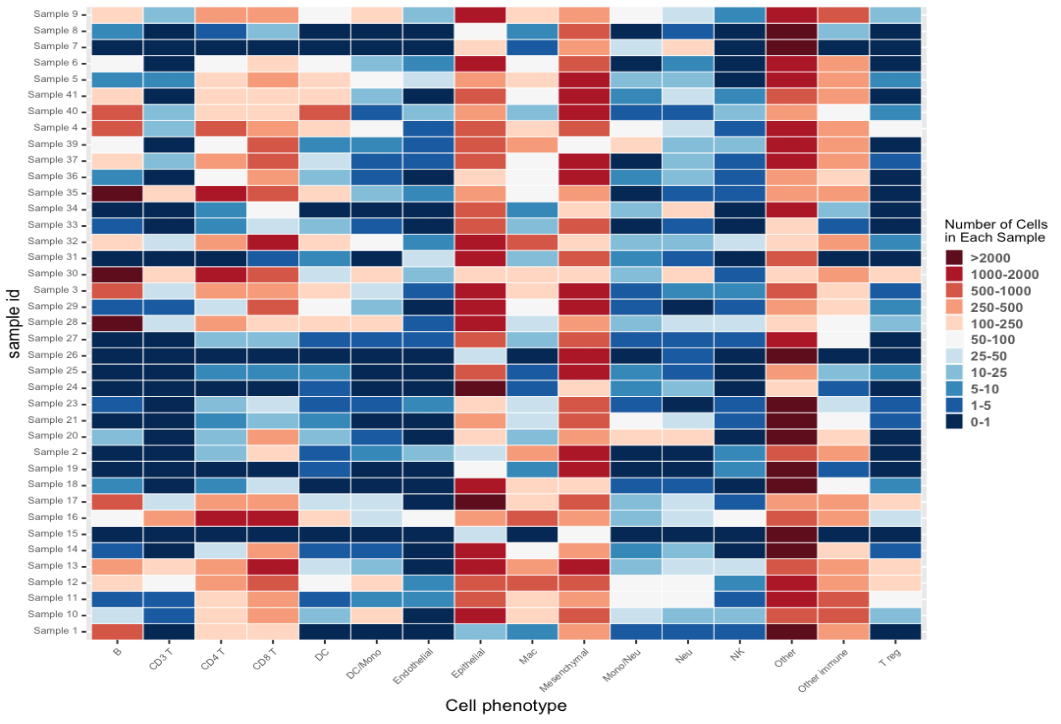 Sample 9
Sample 8
Sample 7
Sample 6
Sample 5
Sample 41
Sample 40
Sample 4
Sample 39
Sample 37
Sample 36
Sample 35
Sample 34
Sample 33
Sample 32
Sample 31
Sample 30
Sample 3
Sample 29
Sample 28
Sample 27
Sample 26
Sample 25
Sample 24
Sample 23
Sample 21
Sample 20
Sample 2
Sample 19
Sample 18
Sample 17
Sample 16
Sample 15
Sample 14
Sample 13
Sample 12
Sample 11
Sample 10
Sample 1
sample id
B
CD3 T
CD4 T
CD8 T
DC
DC/Mono
Endothelial
Epithelial
Mac
Mesenchymal
Mono/Neu
Neu
NK
Other
Other immune
T reg
Cell phenotype
Number of Cells
in Each Sample
>2000
1000-2000
500-1000
250-500
100-250
50-100
25-50
10-25
5-10
1-5
0-1